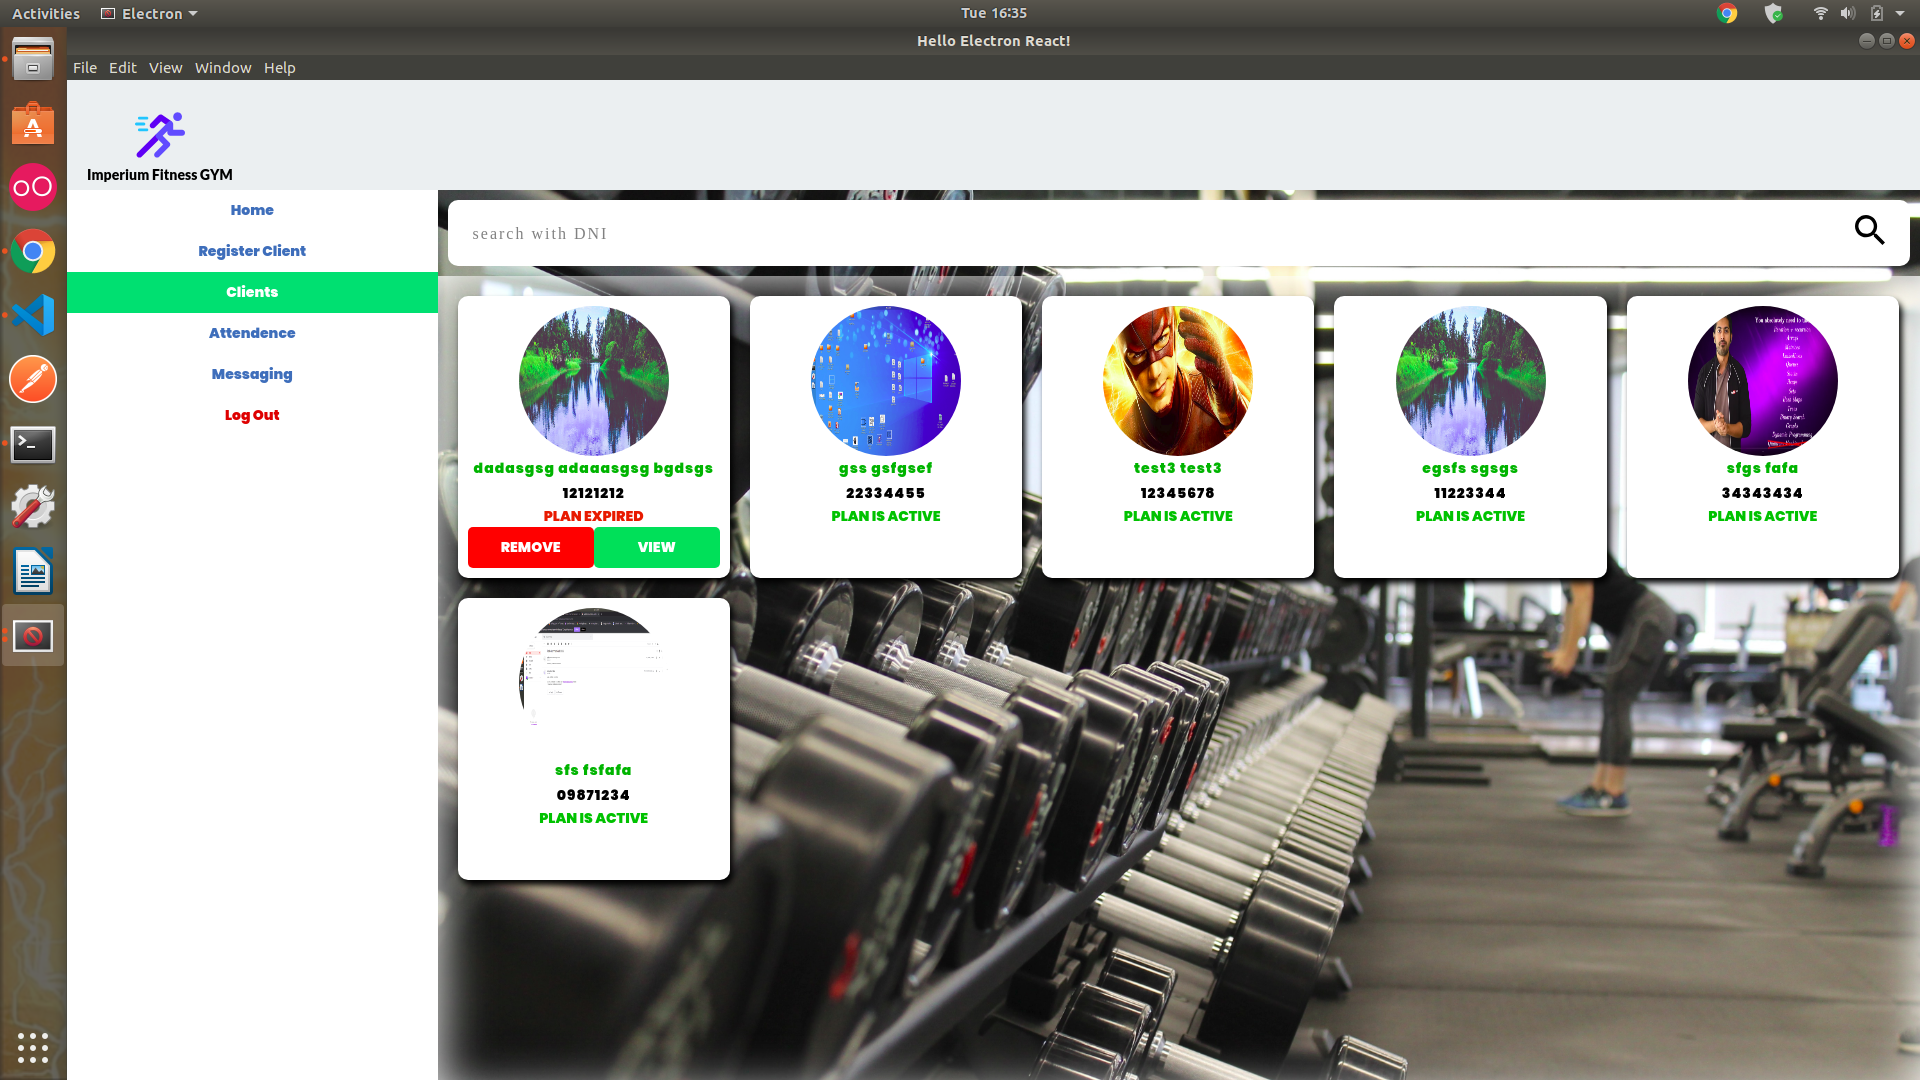 Activities
Electron
Tue 16:35
Hello Electron React!
File Edit View Window Help
Imperium Fitness GYM
Home
Register Client
Clients
Attendence
Messaging
Log Out
search with DNI
dadasgsg adaaasgsg bgdsgs
12121212
PLAN EXPIRED
REMOVE
VIEW
gss gsfgsef
22334455
PLAN IS ACTIVE
test3 test3
12345678
PLAN IS ACTIVE
egsfs sgsgs
11223344
PLAN IS ACTIVE
sfgs fafa
34343434
PLAN IS ACTIVE
sfs fsfafa
09871234
PLAN IS ACTIVE